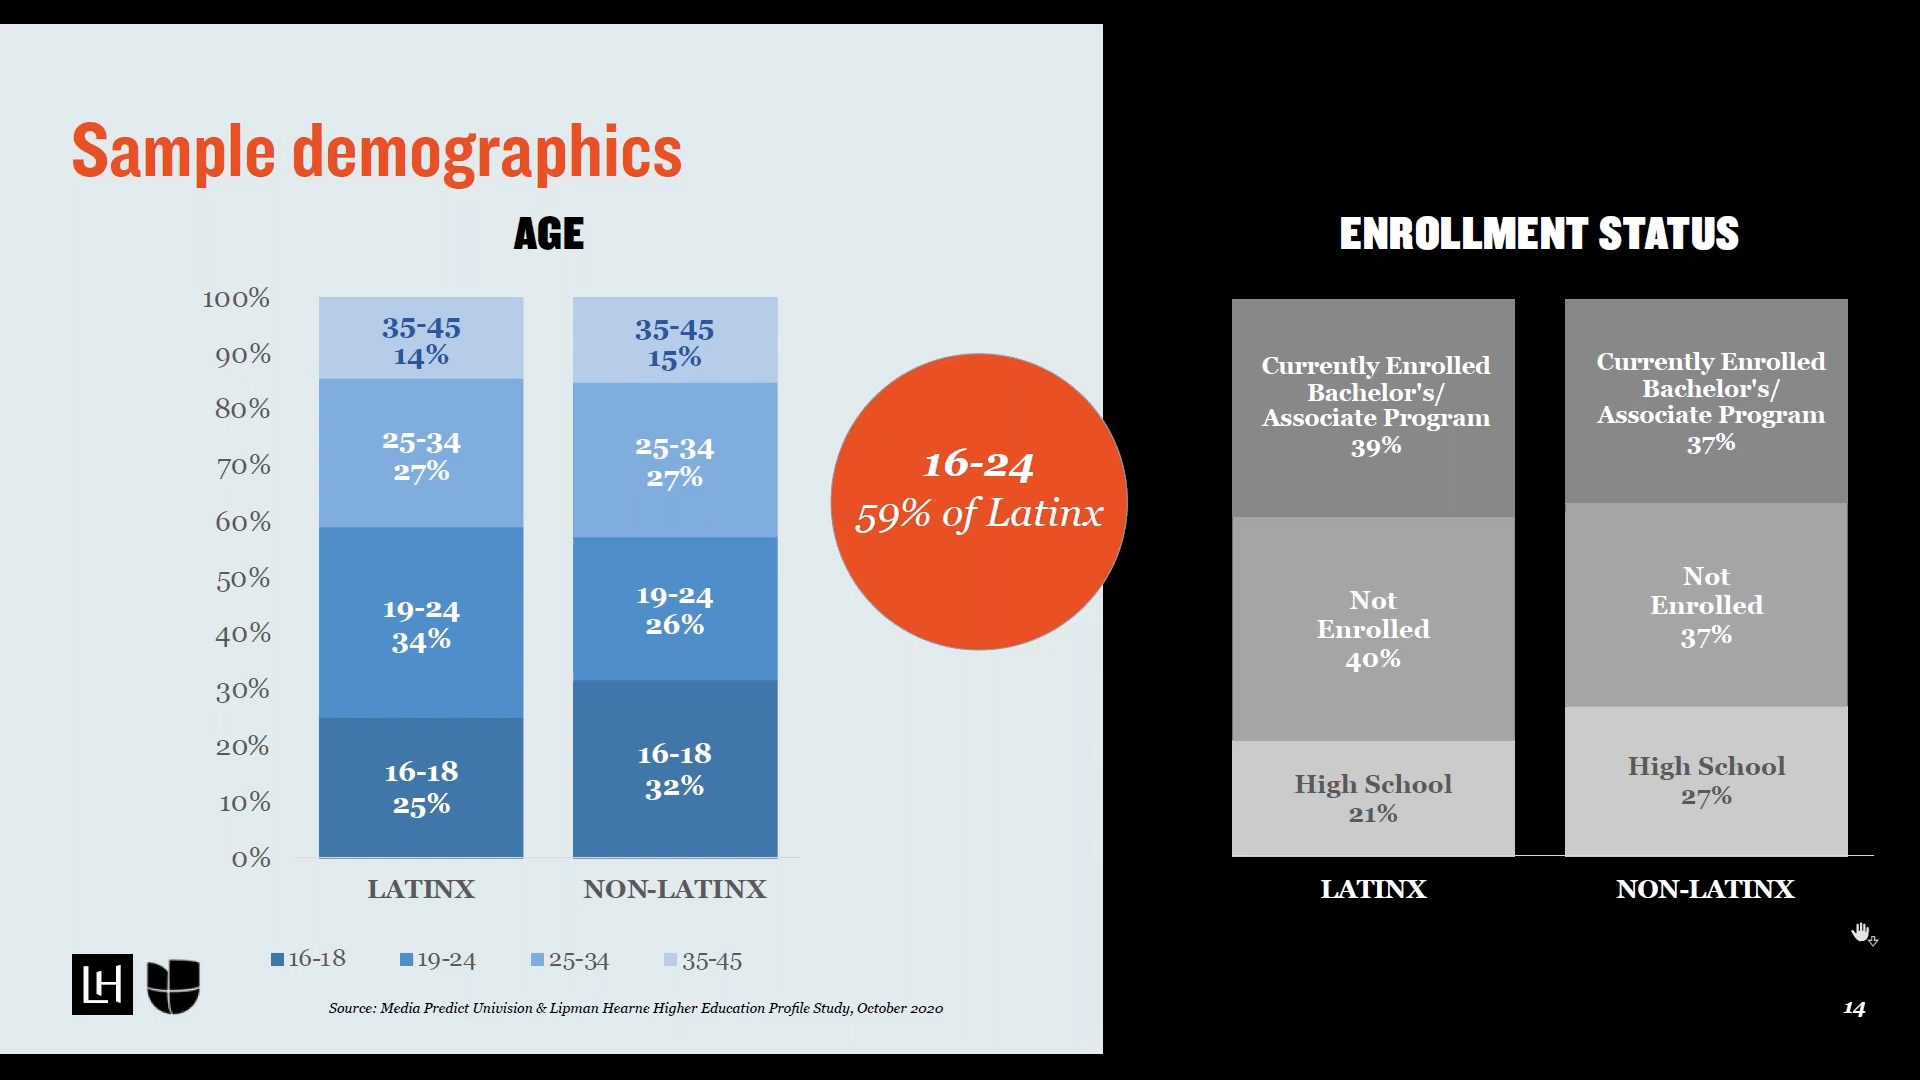 Sample demographics
AGE
100%
90%
80%
70%
60%
50%
40%
30%
20%
10%
0%
35-45
14%
25-34
27%
19-24
34%
16-18
25%
LATINX
35-45
15%
25-34
27%
19-24
26%
16-18
32%
NON-LATINX
16-18
19-24
25-34
35-45
16-24
59% of Latinx
ENROLLMENT STATUS
Currently Enrolled
Bachelor's/
Associate Program
39%
Not
Enrolled
40%
High School
21%
LATINX
Currently Enrolled
Bachelor's/
Associate Program
37%
Not
Enrolled
37%
High School
27%
NON-LATINX
LH
Source: Media Predict Univision & Lipman Hearne Higher Education Profile Study, October 2020
14